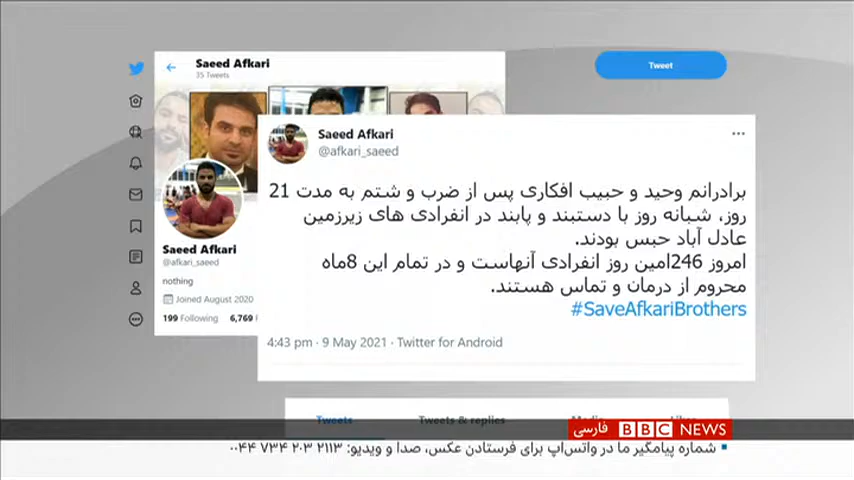 Saeed Afkari
35 Tweets
Tweet
Saeed Afkari
@afkari_saeed
برادرانم وحید و حبیب افکاری پس از ضرب و شتم به مدت 21
روز، شبانه روز با دستبند و پابند در انفرادی های زیرزمین
عادل آباد حبس بودند.
امروز 246امین روز انفرادی آنهاست و در تمام این 8ماه
محروم از درمان و تماس هستند.
#SaveAfkariBrothers
4:43 pm · 9 May 2021 · Twitter for Android
Saeed Afkari
@afkari_saeed
nothing
Joined August 2020
199 Following 6,769
Tweets Tweets & replies
BBC NEWS فارسی
شماره پیامگیر ما در واتس‌اپ برای فرستادن عکس، صدا و ویدیو: ۰۰۴۴ ۷۳۴ ۲۰۳ ۲۱۱۳